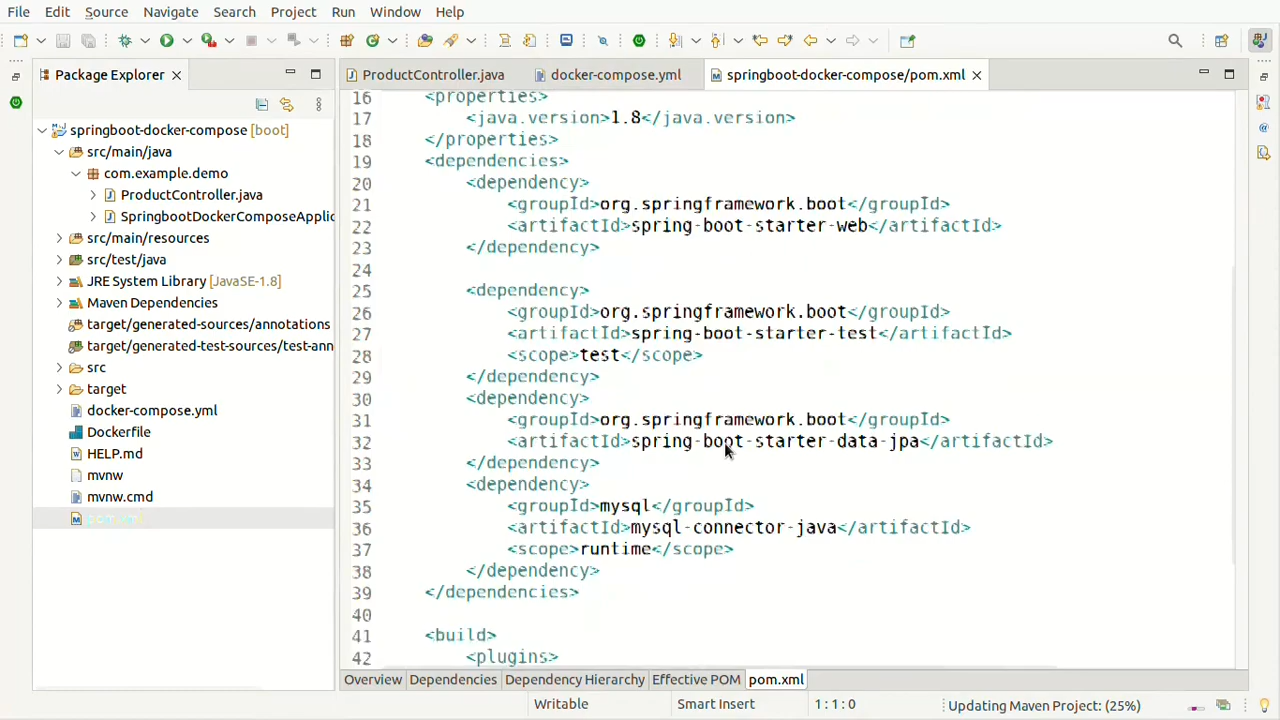 File Edit Source Navigate Search Project Run Window Help
Package Explorer
springboot-docker-compose [boot]
src/main/java
com.example.demo
ProductController.java
SpringbootDockerComposeApplic
src/main/resources
src/test/java
JRE System Library [JavaSE-1.8]
Maven Dependencies
target/generated-sources/annotations
target/generated-test-sources/test-ann
src
target
docker-compose.yml
Dockerfile
HELP.md
mvnw
mvnw.cmd
pom.xml
ProductController.java docker-compose.yml springboot-docker-compose/pom.xml
16 <properties>
17 <java.version>1.8</java.version>
18 </properties>
19 <dependencies>
20 <dependency>
21 <groupId>org.springframework.boot</groupId>
22 <artifactId>spring-boot-starter-web</artifactId>
23 </dependency>
24
25 <dependency>
26 <groupId>org.springframework.boot</groupId>
27 <artifactId>spring-boot-starter-test</artifactId>
28 <scope>test</scope>
29 </dependency>
30 <dependency>
31 <groupId>org.springframework.boot</groupId>
32 <artifactId>spring-boot-starter-data-jpa</artifactId>
33 </dependency>
34 <dependency>
35 <groupId>mysql</groupId>
36 <artifactId>mysql-connector-java</artifactId>
37 <scope>runtime</scope>
38 </dependency>
39 </dependencies>
40
41 <build>
42 <plugins>
Overview Dependencies Dependency Hierarchy Effective POM pom.xml
Writable Smart Insert 1 : 1 : 0 Updating Maven Project: (25%)